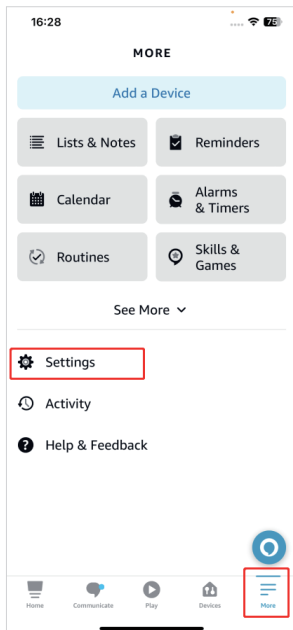 16:28
75
MORE
Add a Device
Lists & Notes
Reminders
Calendar
Alarms
& Timers
Routines
Skills &
Games
See More
Settings
Activity
Help & Feedback
Home
Communicate
Play
Devices
More